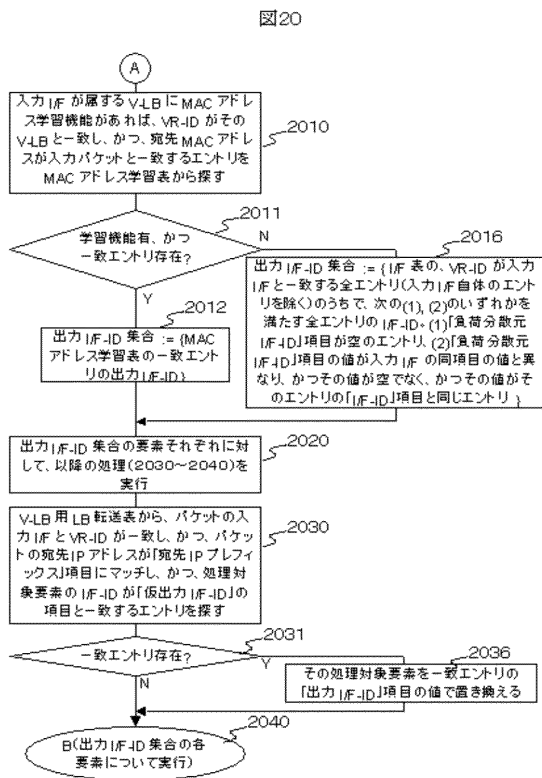 図20
A
入力I/Fが属するV-LBにMACアド
レス学習機能があれば、VR-IDがその
V-LBと一致し、かつ、宛先MACアドレ
スが入力パケットと一致するエントリを
MACアドレス学習表から探す
2010
2011
学習機能有、かつ
一致エントリ存在?
N
Y
2016
出力I/F-ID集合 := { I/F表の、VR-IDが入力
I/Fと一致する全エントリ(入力I/F自体のエント
リを除く)のうちで、次の(1), (2)のいずれかを
満たす全エントリのI/F-ID。(1)「負荷分散元
I/F-ID」項目が空のエントリ、(2)「負荷分散元
I/F-ID」項目の値が入力I/Fの同項目の値と異
なり、かつその値が空でなく、かつその値がそ
のエントリの「I/F-ID」項目と同じエントリ }
2012
出力I/F-ID集合 := {MAC
アドレス学習表の一致エント
リの出力I/F-ID}
2020
出力I/F-ID集合の要素それぞれに対
して、以降の処理(2030~2040)を
実行
2030
V-LB用LB転送表から、パケットの入
力I/FとVR-IDが一致し、かつ、パケッ
トの宛先IPアドレスが「宛先IPプレフィ
ックス」項目にマッチし、かつ、処理対
象要素のI/F-IDが「仮出力I/F-ID」の
項目と一致するエントリを探す
2031
一致エントリ存在?
Y
N
2036
その処理対象要素を一致エントリの
「出力I/F-ID」項目の値で置き換える
2040
B(出力I/F-ID集合の各
要素について実行)